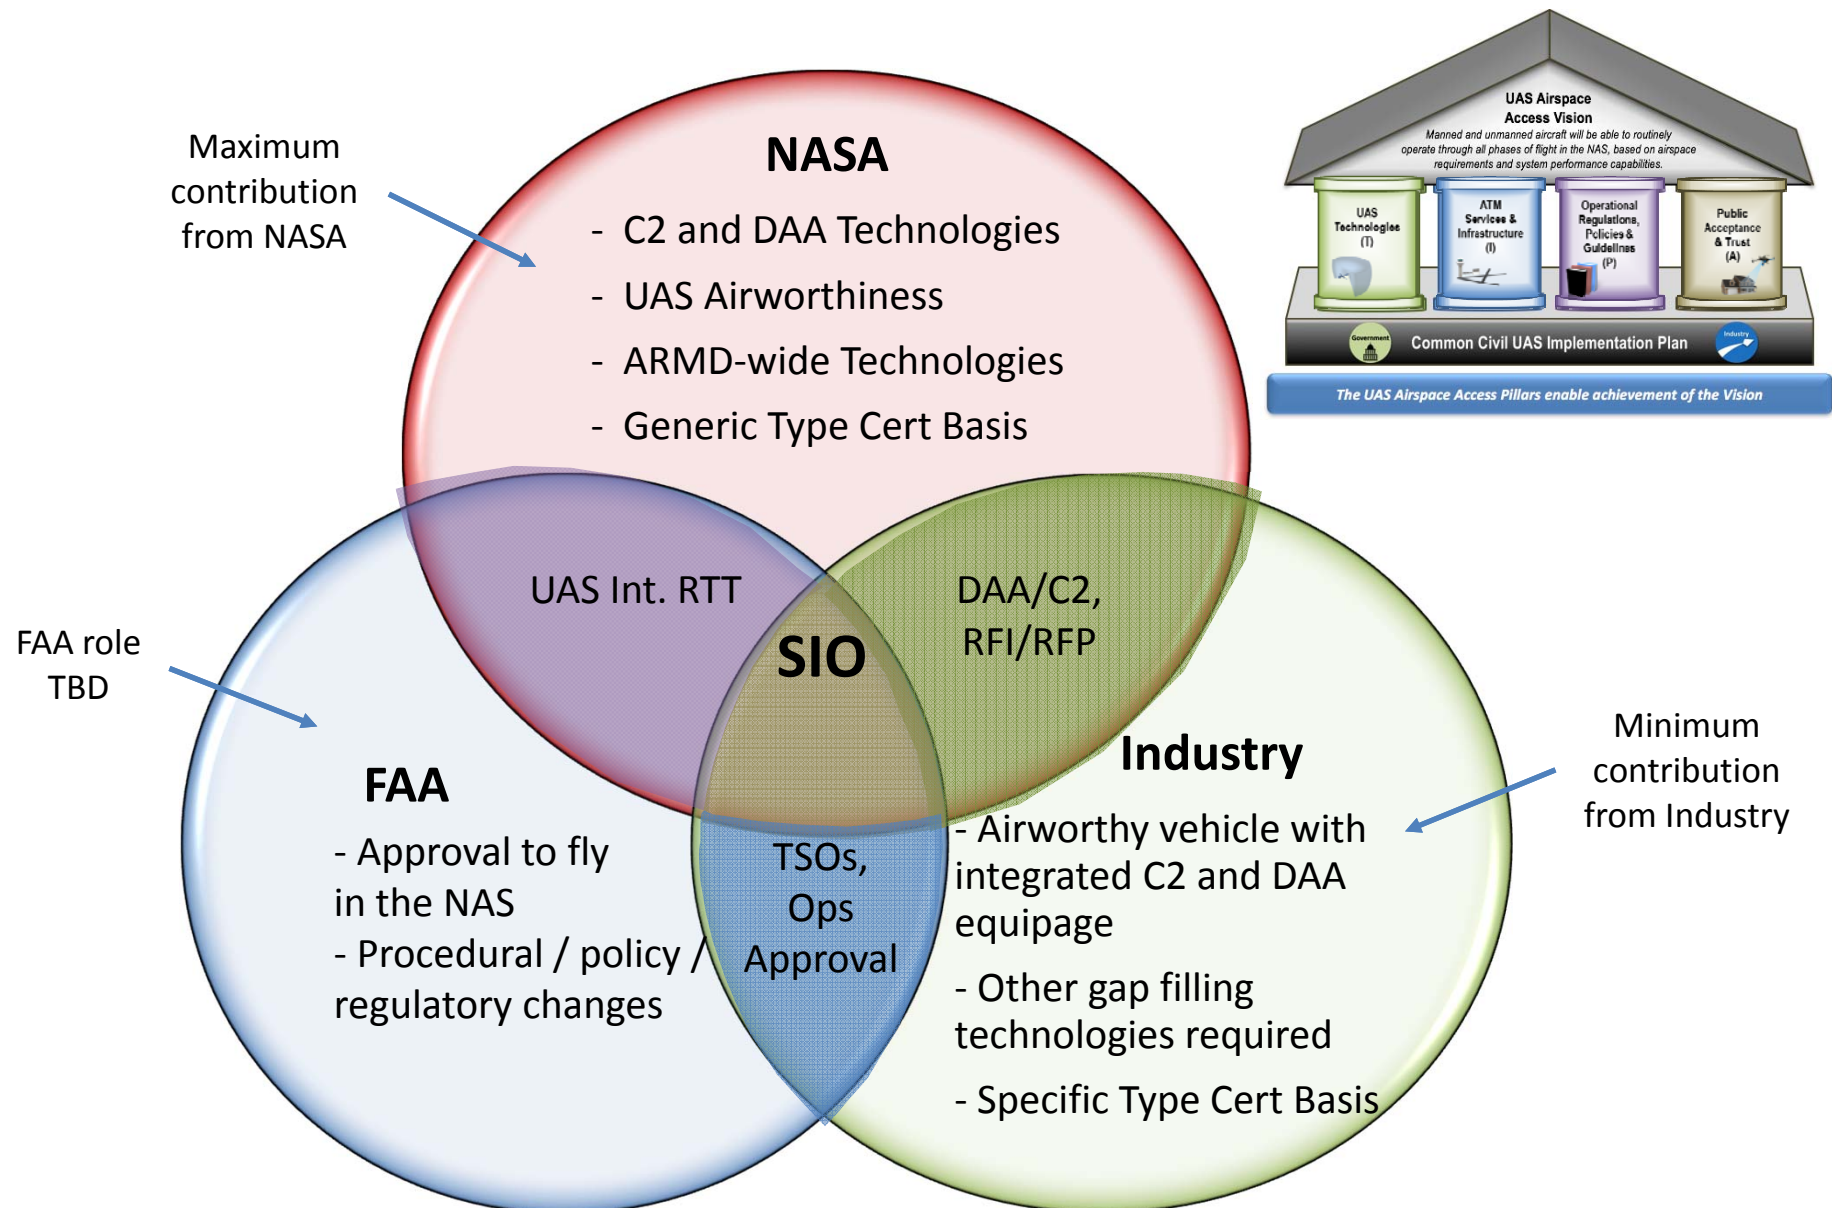 Maximum
contribution
from NASA
NASA
- C2 and DAA Technologies
- UAS Airworthiness
- ARMD-wide Technologies
- Generic Type Cert Basis
UAS Airspace
Access Vision
Manned and unmanned aircraft will be able to routinely
operate through all phases of flight in the NAS, based on airspace
requirements and system performance capabilities.
UAS
Technologies
(T)
ATM
Services &
Infrastructure
(I)
Operational
Regulations,
Policies &
Guidelines
(P)
Public
Acceptance
& Trust
(A)
Government
Common Civil UAS Implementation Plan
Industry
The UAS Airspace Access Pillars enable achievement of the Vision
UAS Int. RTT
DAA/C2,
RFI/RFP
SIO
FAA role
TBD
FAA
- Approval to fly
in the NAS
- Procedural / policy /
regulatory changes
TSOs,
Ops
Approval
Industry
- Airworthy vehicle with
integrated C2 and DAA
equipage
- Other gap filling
technologies required
- Specific Type Cert Basis
Minimum
contribution
from Industry